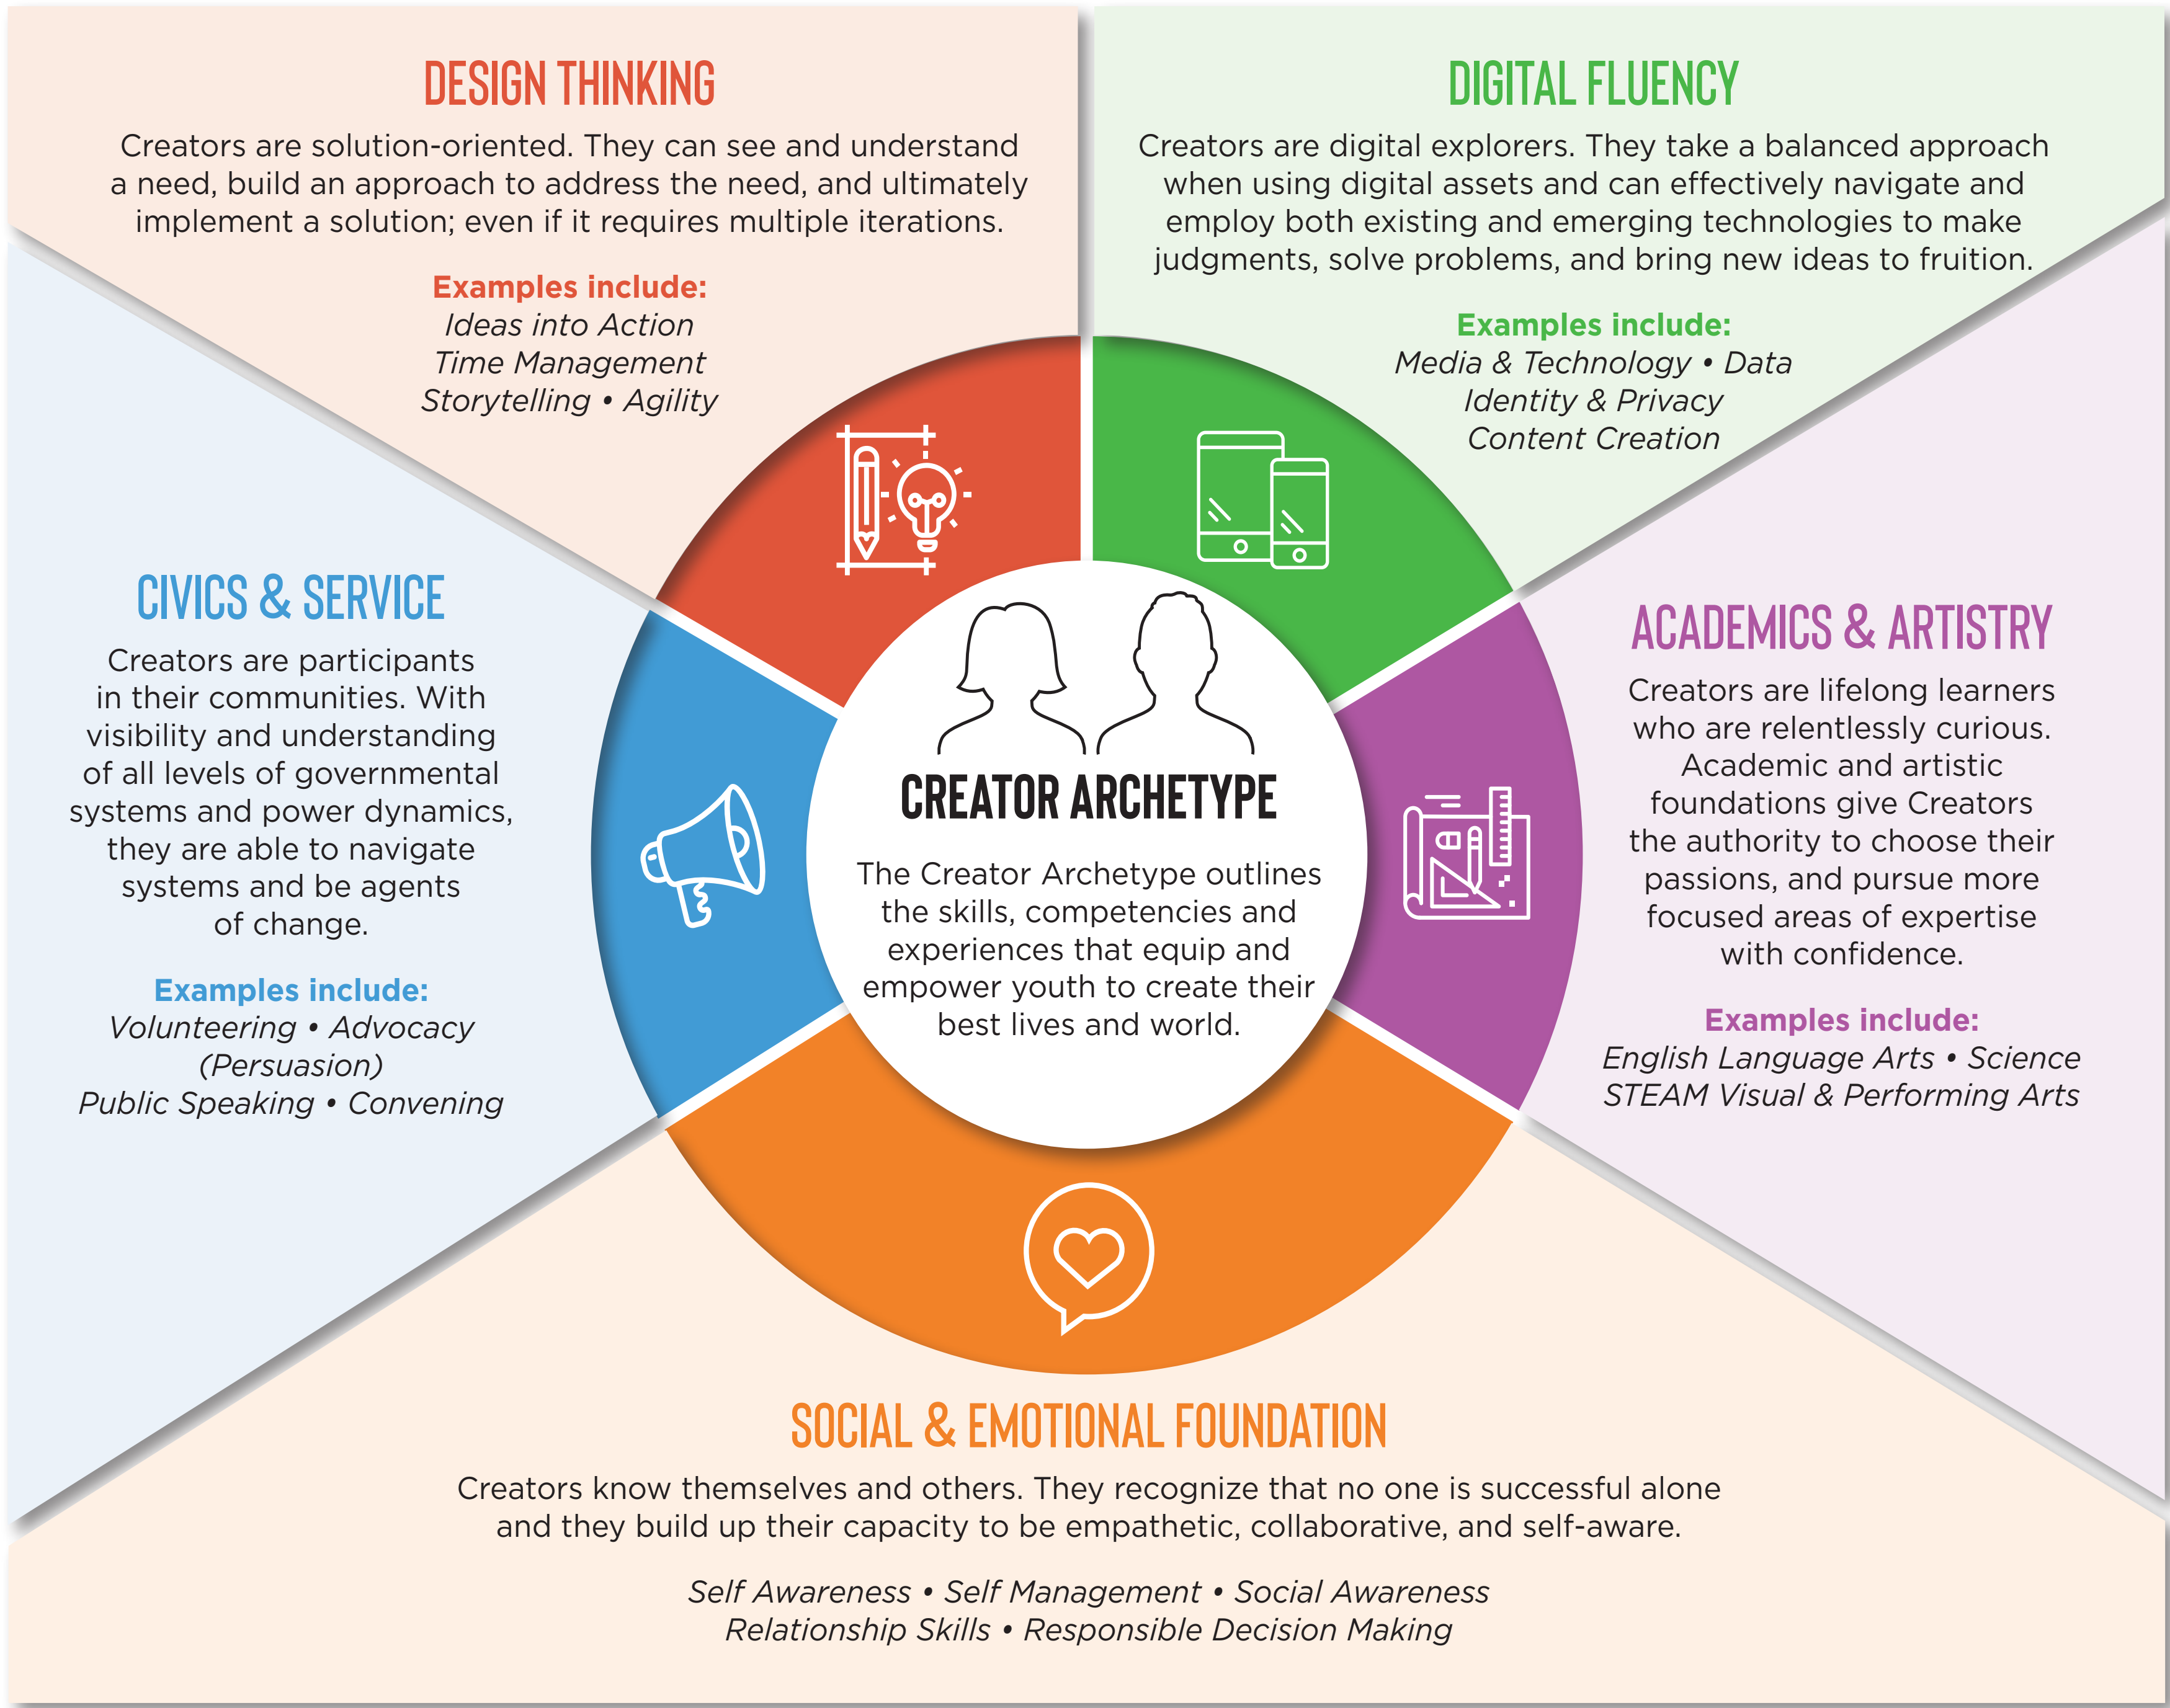 DESIGN THINKING
Creators are solution-oriented. They can see and understand
a need, build an approach to address the need, and ultimately
implement a solution; even if it requires multiple iterations.
Examples include:
Ideas into Action
Time Management
Storytelling • Agility
DIGITAL FLUENCY
Creators are digital explorers. They take a balanced approach
when using digital assets and can effectively navigate and
employ both existing and emerging technologies to make
judgments, solve problems, and bring new ideas to fruition.
Examples include:
Media & Technology • Data
Identity & Privacy
Content Creation
CIVICS & SERVICE
Creators are participants
in their communities. With
visibility and understanding
of all levels of governmental
systems and power dynamics,
they are able to navigate
systems and be agents
of change.
Examples include:
Volunteering • Advocacy
(Persuasion)
Public Speaking • Convening
CREATOR ARCHETYPE
The Creator Archetype outlines
the skills, competencies and
experiences that equip and
empower youth to create their
best lives and world.
ACADEMICS & ARTISTRY
Creators are lifelong learners
who are relentlessly curious.
Academic and artistic
foundations give Creators
the authority to choose their
passions, and pursue more
focused areas of expertise
with confidence.
Examples include:
English Language Arts • Science
STEAM Visual & Performing Arts
SOCIAL & EMOTIONAL FOUNDATION
Creators know themselves and others. They recognize that no one is successful alone
and they build up their capacity to be empathetic, collaborative, and self-aware.
Self Awareness • Self Management • Social Awareness
Relationship Skills • Responsible Decision Making